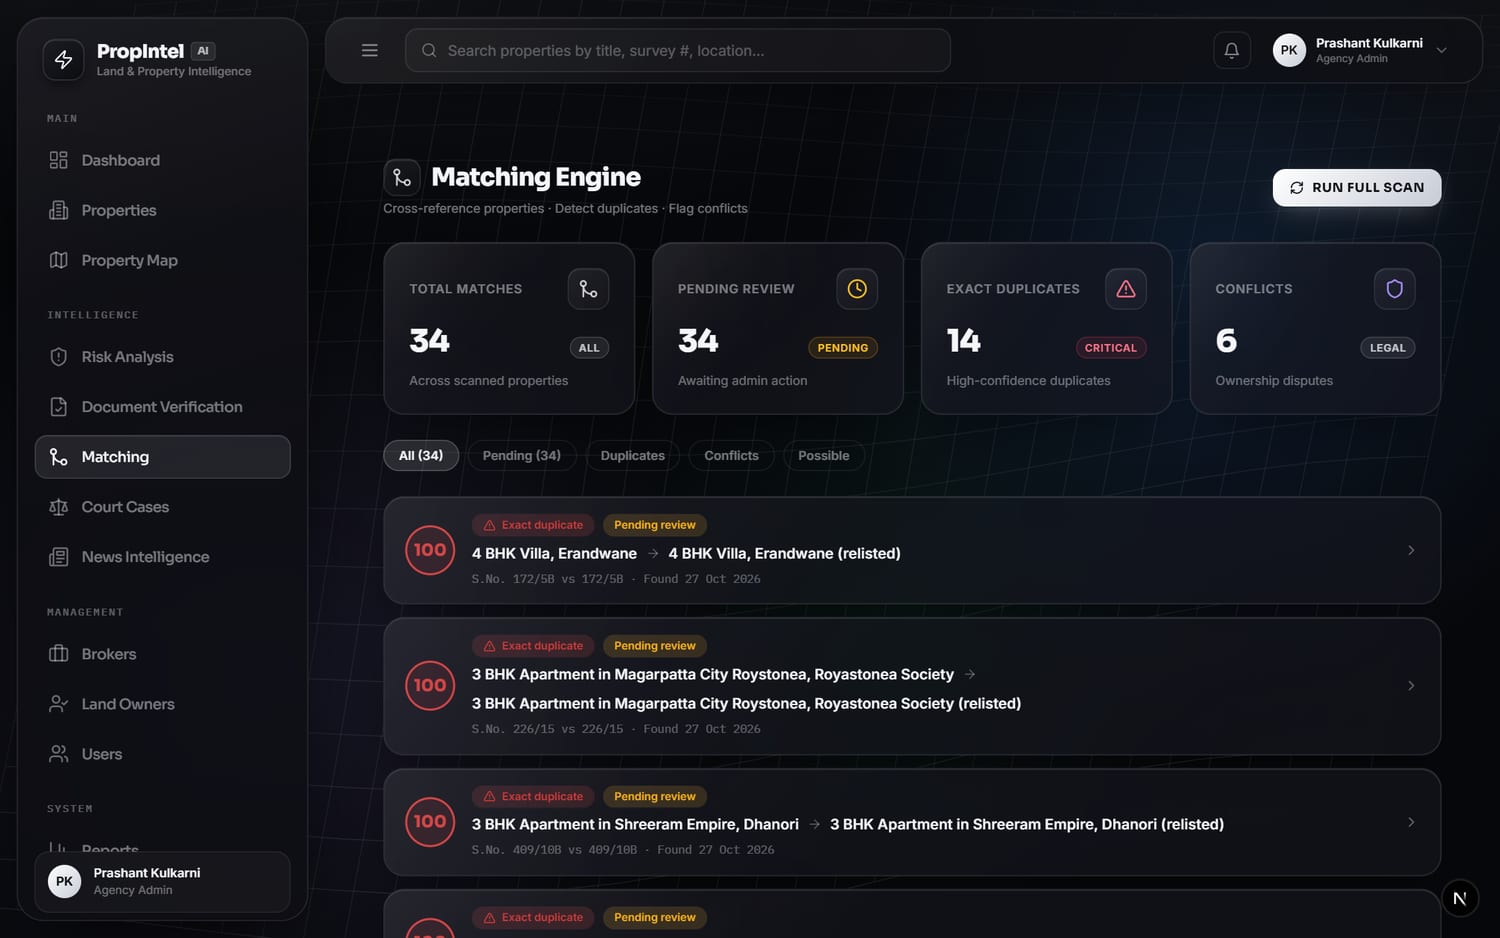 PropIntel AI
Land & Property Intelligence
MAIN
Dashboard
Properties
Property Map
INTELLIGENCE
Risk Analysis
Document Verification
Matching
Court Cases
News Intelligence
MANAGEMENT
Brokers
Land Owners
Users
SYSTEM
Reports
PK
Prashant Kulkarni
Agency Admin
Search properties by title, survey #, location...
PK
Prashant Kulkarni
Agency Admin
Matching Engine
Cross-reference properties · Detect duplicates · Flag conflicts
RUN FULL SCAN
TOTAL MATCHES
34
ALL
Across scanned properties
PENDING REVIEW
34
PENDING
Awaiting admin action
EXACT DUPLICATES
14
CRITICAL
High-confidence duplicates
CONFLICTS
6
LEGAL
Ownership disputes
All (34)
Pending (34)
Duplicates
Conflicts
Possible
100
Exact duplicate
Pending review
4 BHK Villa, Erandwane → 4 BHK Villa, Erandwane (relisted)
S.No. 172/5B vs 172/5B · Found 27 Oct 2026
100
Exact duplicate
Pending review
3 BHK Apartment in Magarpatta City Roystonea, Royastonea Society →
3 BHK Apartment in Magarpatta City Roystonea, Royastonea Society (relisted)
S.No. 226/15 vs 226/15 · Found 27 Oct 2026
100
Exact duplicate
Pending review
3 BHK Apartment in Shreeram Empire, Dhanori → 3 BHK Apartment in Shreeram Empire, Dhanori (relisted)
S.No. 409/10B vs 409/10B · Found 27 Oct 2026
Exact duplicate
Pending review
N